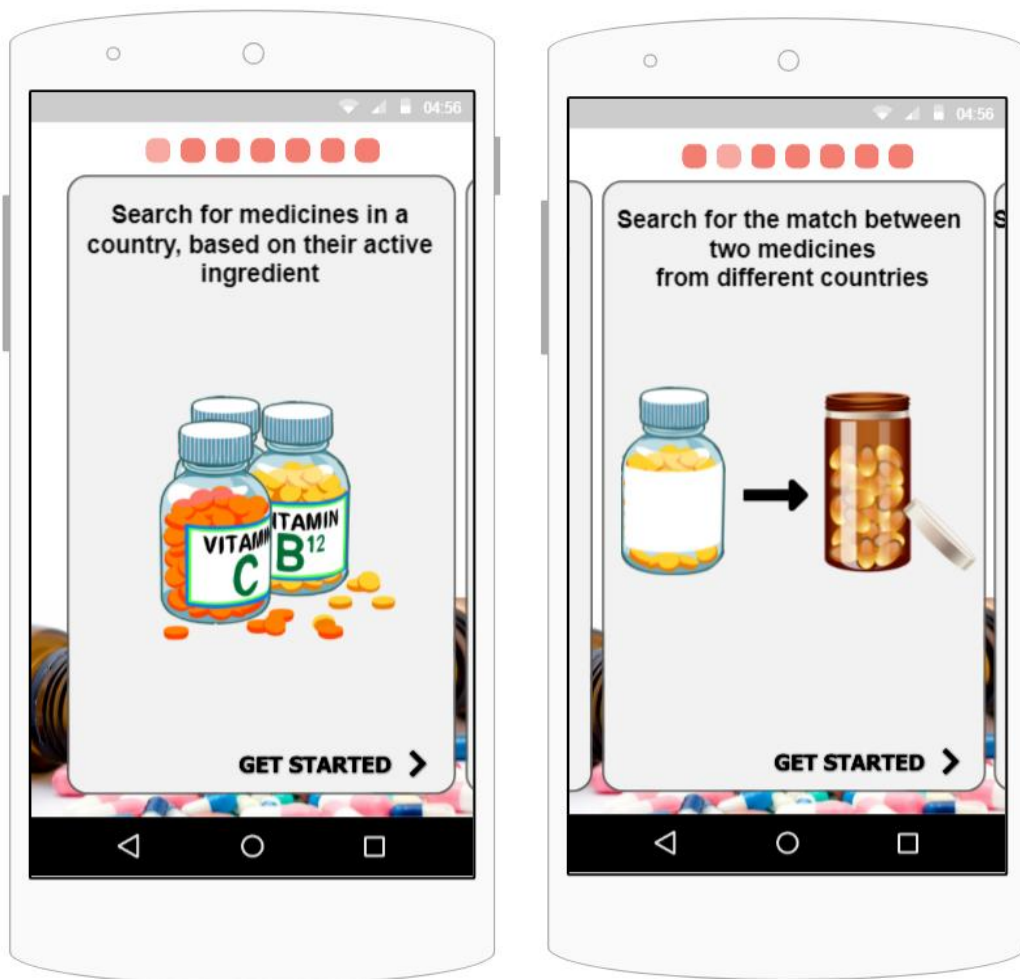 04:56
Search for medicines in a
country, based on their active
ingredient
VITAMIN
C
VITAMIN
B12
GET STARTED
04:56
Search for the match between
two medicines
from different countries
S
GET STARTED